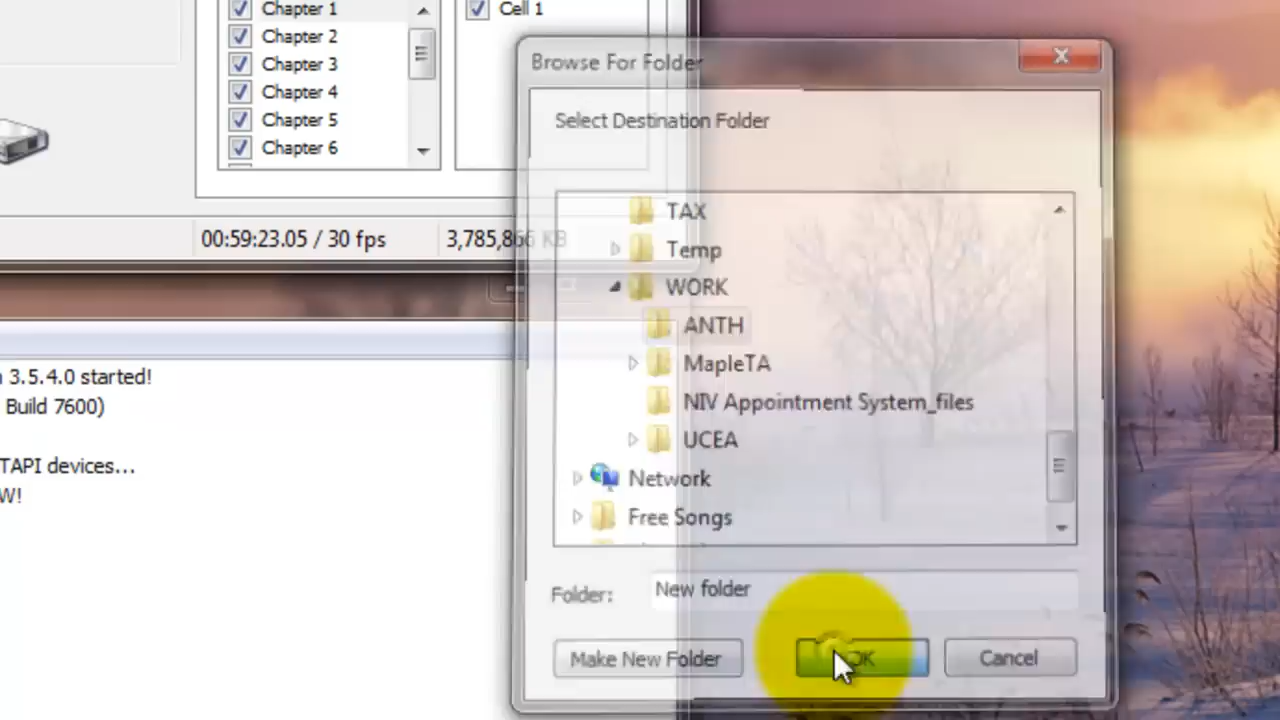 Chapter 1
Chapter 2
Chapter 3
Chapter 4
Chapter 5
Chapter 6
Cell 1
00:59:23.05 / 30 fps
3,785,866 KB
3.5.4.0 started!
Build 7600)
TAPI devices...
W!
Browse For Folder
Select Destination Folder
TAX
Temp
WORK
ANTH
MapleTA
NIV Appointment System_files
UCEA
Network
Free Songs
Folder:
New folder
Make New Folder
OK
Cancel